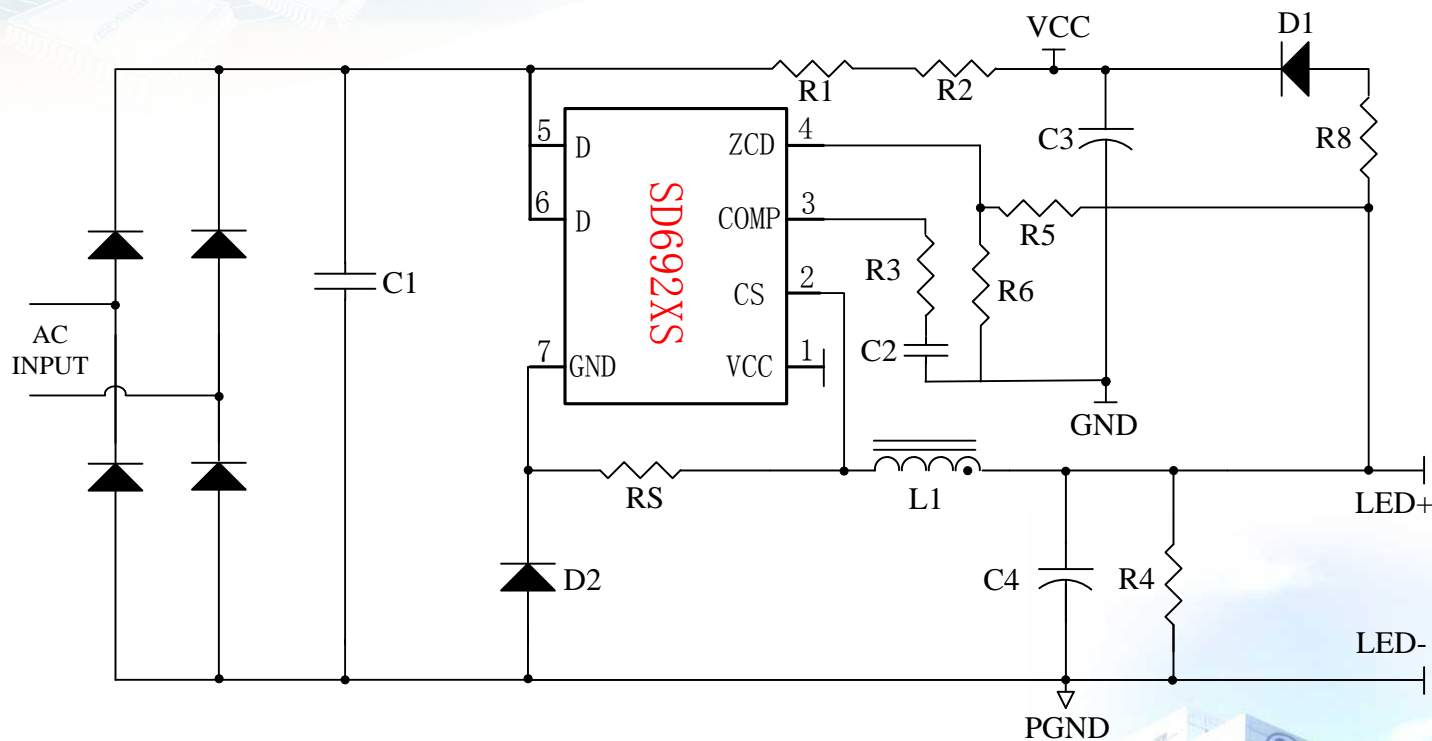 VCC
D1
R1
R2
C3
R8
5
D
ZCD
4
6
D
COMP
3
R5
SD692XS
R3
R6
C1
CS
2
AC
INPUT
C2
7
GND
VCC
1
GND
RS
L1
LED+
D2
C4
R4
LED-
PGND